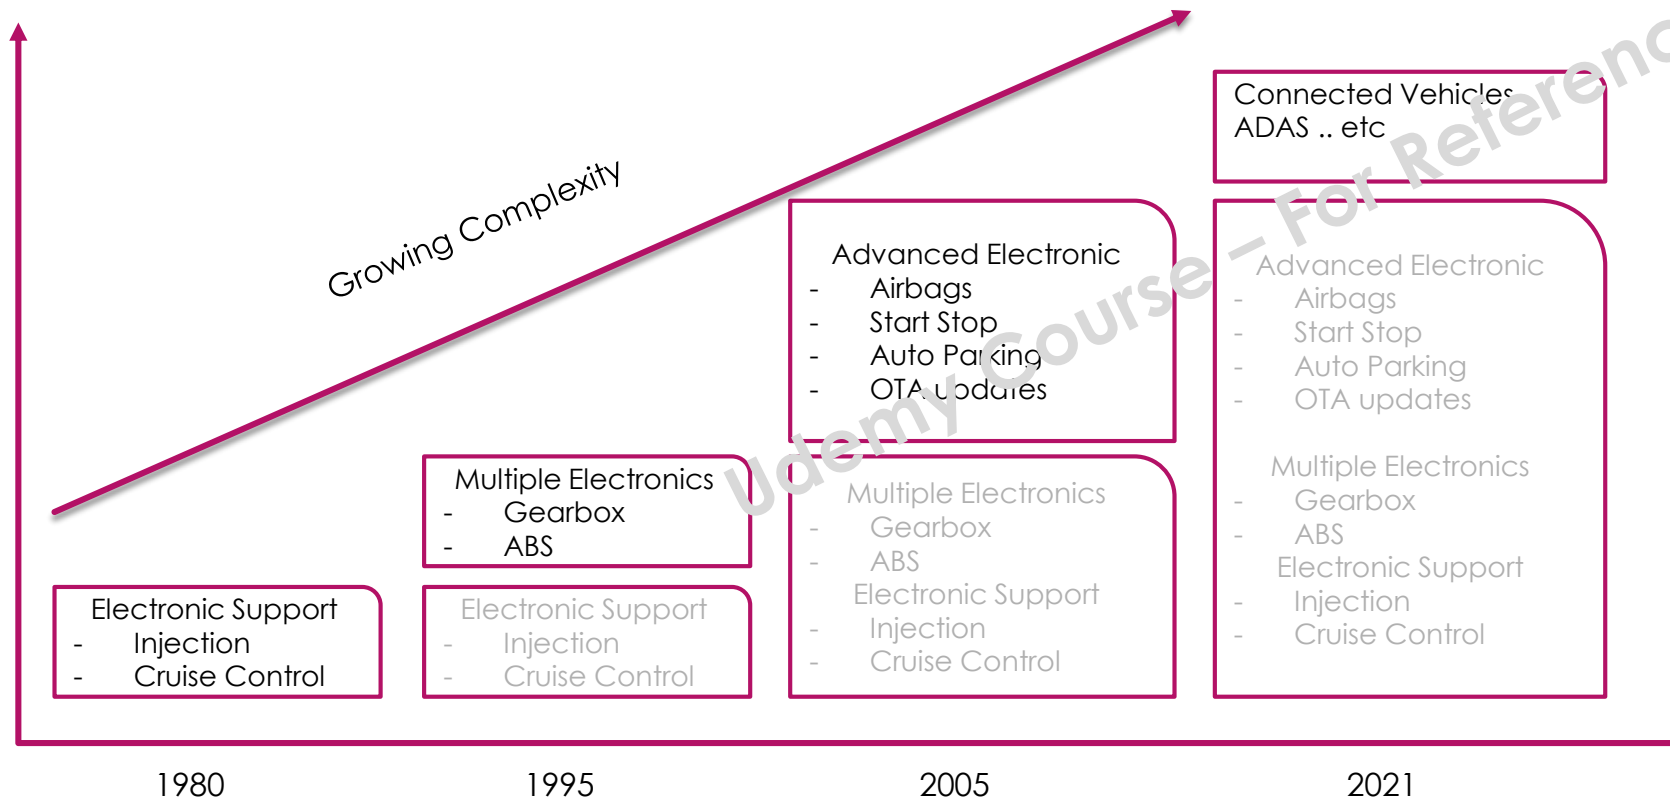 Growing Complexity
Electronic Support
- Injection
- Cruise Control
1980
Multiple Electronics
- Gearbox
- ABS
Electronic Support
- Injection
- Cruise Control
1995
Advanced Electronic
- Airbags
- Start Stop
- Auto Parking
- OTA updates
Multiple Electronics
- Gearbox
- ABS
Electronic Support
- Injection
- Cruise Control
2005
Connected Vehicles
ADAS .. etc
Advanced Electronic
- Airbags
- Start Stop
- Auto Parking
- OTA updates
Multiple Electronics
- Gearbox
- ABS
Electronic Support
- Injection
- Cruise Control
2021
Udemy Course – For